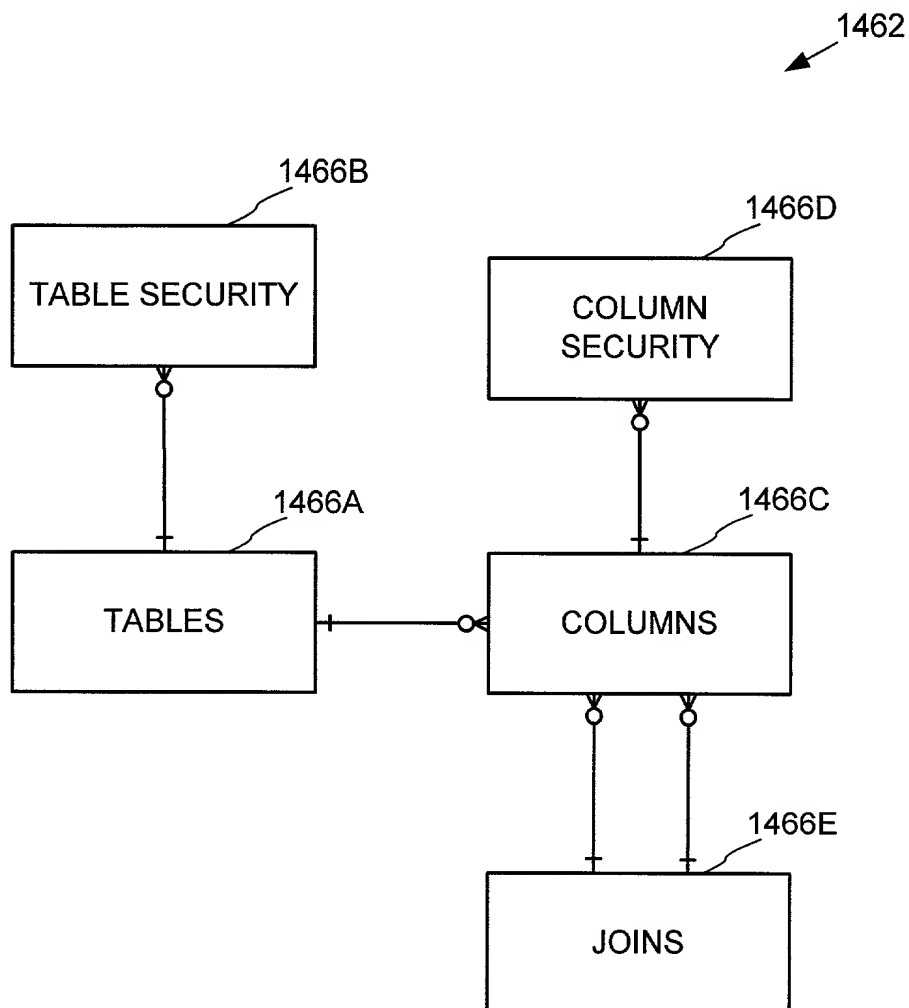 1462
1466B
TABLE SECURITY
1466D
COLUMN
SECURITY
1466A
TABLES
1466C
COLUMNS
1466E
JOINS